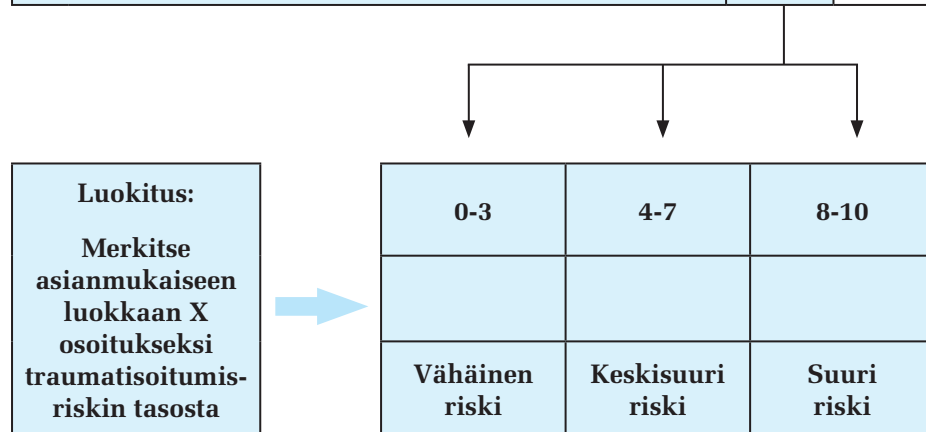 Luokitus:
Merkitse
asianmukaiseen
luokkaan X
osoitukseksi
traumatisoitumis-
riskin tasosta
0-3
4-7
8-10
Vähäinen
riski
Keskisuuri
riski
Suuri
riski